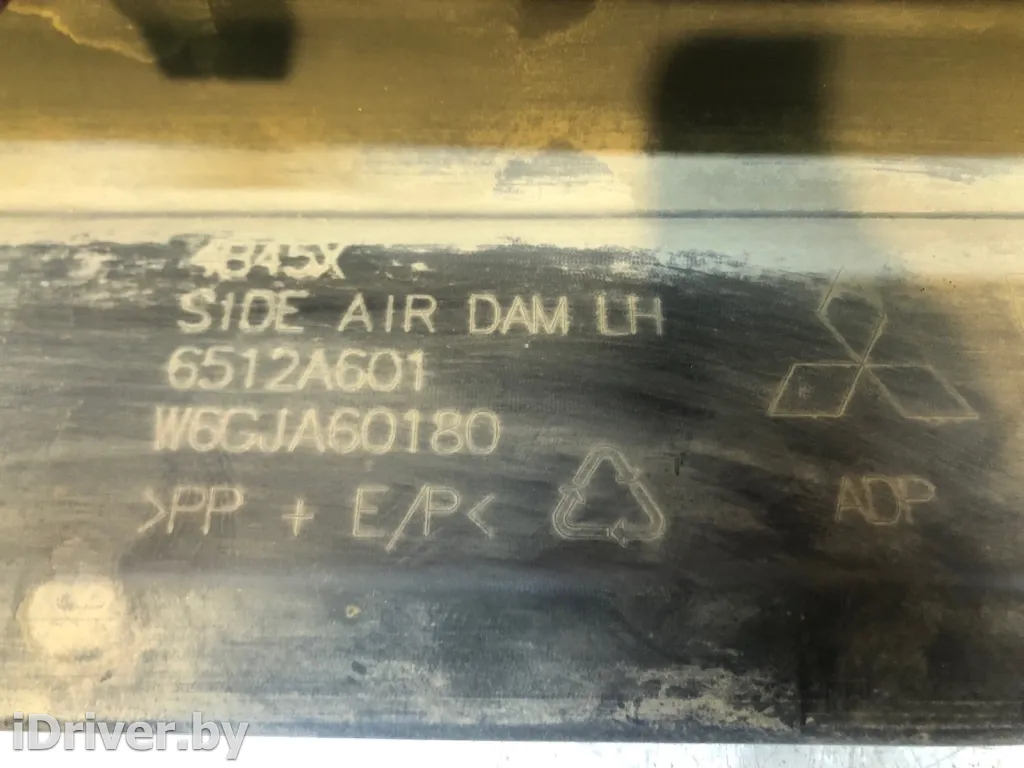 4B45X
SIDE AIR DAM LH
6512A601
W6GJA60180
>PP + E/P<
ADP
iDriver.by